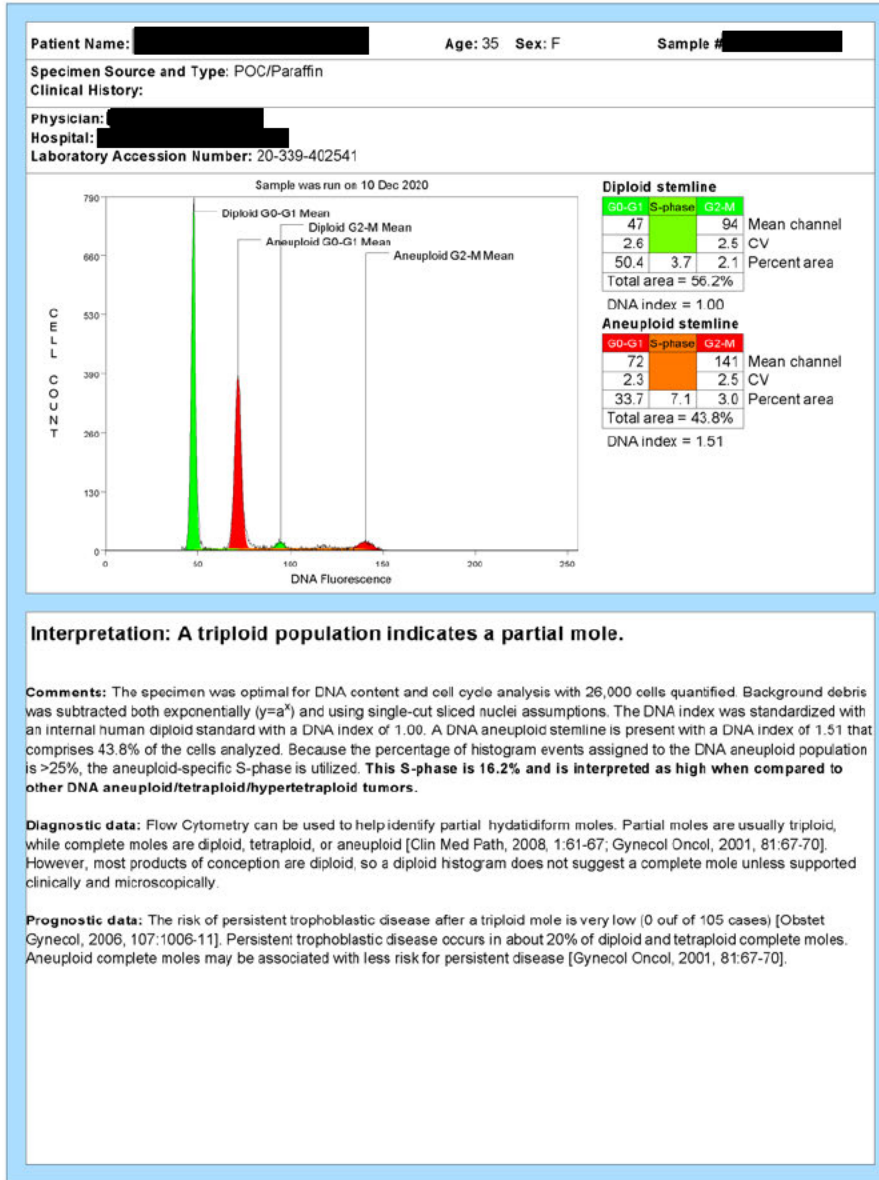 Patient Name: Age: 35 Sex: F Sample #
Specimen Source and Type: POC/Paraffin
Clinical History:
Physician:
Hospital:
Laboratory Accession Number: 20-339-402541
Sample was run on 10 Dec 2020
790
660
530
390
260
130
0
CELL COUNT
Diploid G0-G1 Mean
Diploid G2-M Mean
Aneuploid G0-G1 Mean
Aneuploid G2-M Mean
0 50 100 150 200 250
DNA Fluorescence
Diploid stemline
G0-G1 S-phase G2-M
47 94 Mean channel
2.6 2.5 CV
50.4 3.7 2.1 Percent area
Total area = 56.2%
DNA index = 1.00
Aneuploid stemline
G0-G1 S-phase G2-M
72 141 Mean channel
2.3 2.5 CV
33.7 7.1 3.0 Percent area
Total area = 43.8%
DNA index = 1.51
Interpretation: A triploid population indicates a partial mole.
Comments: The specimen was optimal for DNA content and cell cycle analysis with 26,000 cells quantified. Background debris
was subtracted both exponentially (y=aˣ) and using single-cut sliced nuclei assumptions. The DNA index was standardized with
an internal human diploid standard with a DNA index of 1.00. A DNA aneuploid stemline is present with a DNA index of 1.51 that
comprises 43.8% of the cells analyzed. Because the percentage of histogram events assigned to the DNA aneuploid population
is >25%, the aneuploid-specific S-phase is utilized. This S-phase is 16.2% and is interpreted as high when compared to
other DNA aneuploid/tetraploid/hypertetraploid tumors.
Diagnostic data: Flow Cytometry can be used to help identify partial hydatidiform moles. Partial moles are usually triploid,
while complete moles are diploid, tetraploid, or aneuploid [Clin Med Path, 2008, 1:61-67; Gynecol Oncol, 2001, 81:67-70].
However, most products of conception are diploid, so a diploid histogram does not suggest a complete mole unless supported
clinically and microscopically.
Prognostic data: The risk of persistent trophoblastic disease after a triploid mole is very low (0 ouf of 105 cases) [Obstet
Gynecol, 2006, 107:1006-11]. Persistent trophoblastic disease occurs in about 20% of diploid and tetraploid complete moles.
Aneuploid complete moles may be associated with less risk for persistent disease [Gynecol Oncol, 2001, 81:67-70].